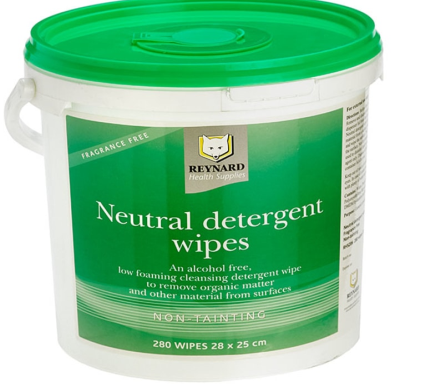 FRAGRANCE FREE
REYNARD
Health Supplies
Neutral detergent
wipes
An alcohol free,
low foaming cleansing detergent wipe
to remove organic matter
and other material from surfaces
NON-TAINTING
280 WIPES 28 x 25 cm